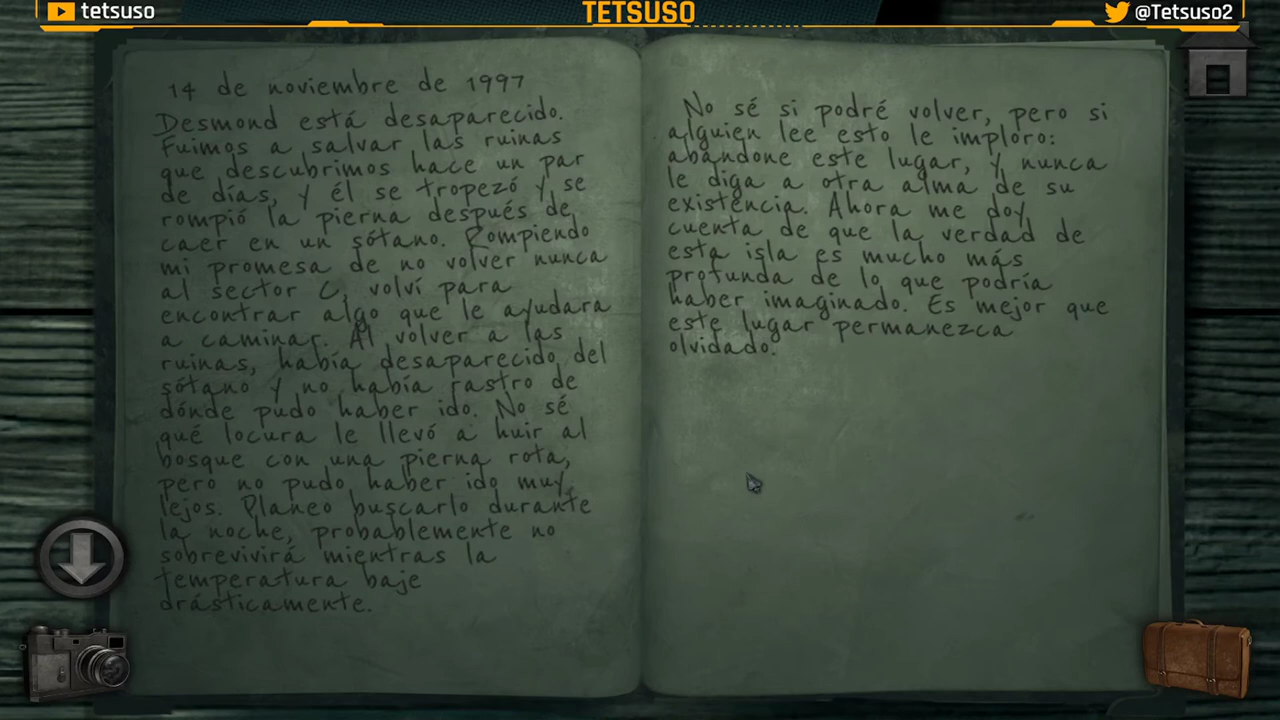 tetsuso
TETSUSO
@Tetsuso2
14 de noviembre de 1997
Desmond está desaparecido.
Fuimos a salvar las ruinas
que descubrimos hace un par
de días, y él se tropezó y se
rompió la pierna después de
caer en un sótano. Rompiendo
mi promesa de no volver nunca
al sector C, volví para
encontrar algo que le ayudara
a caminar. Al volver a las
ruinas, había desaparecido del
sótano y no había rastro de
dónde pudo haber ido. No sé
qué locura le llevó a huir al
bosque con una pierna rota,
pero no pudo haber ido muy
lejos. Planeo buscarlo durante
la noche, probablemente no
sobrevivirá mientras la
temperatura baje
drásticamente.
No sé si podré volver, pero si
alguien lee esto le imploro:
abandone este lugar, y nunca
le diga a otra alma de su
existencia. Ahora me doy
cuenta de que la verdad de
esta isla es mucho más
profunda de lo que podría
haber imaginado. Es mejor que
este lugar permanezca
olvidado.